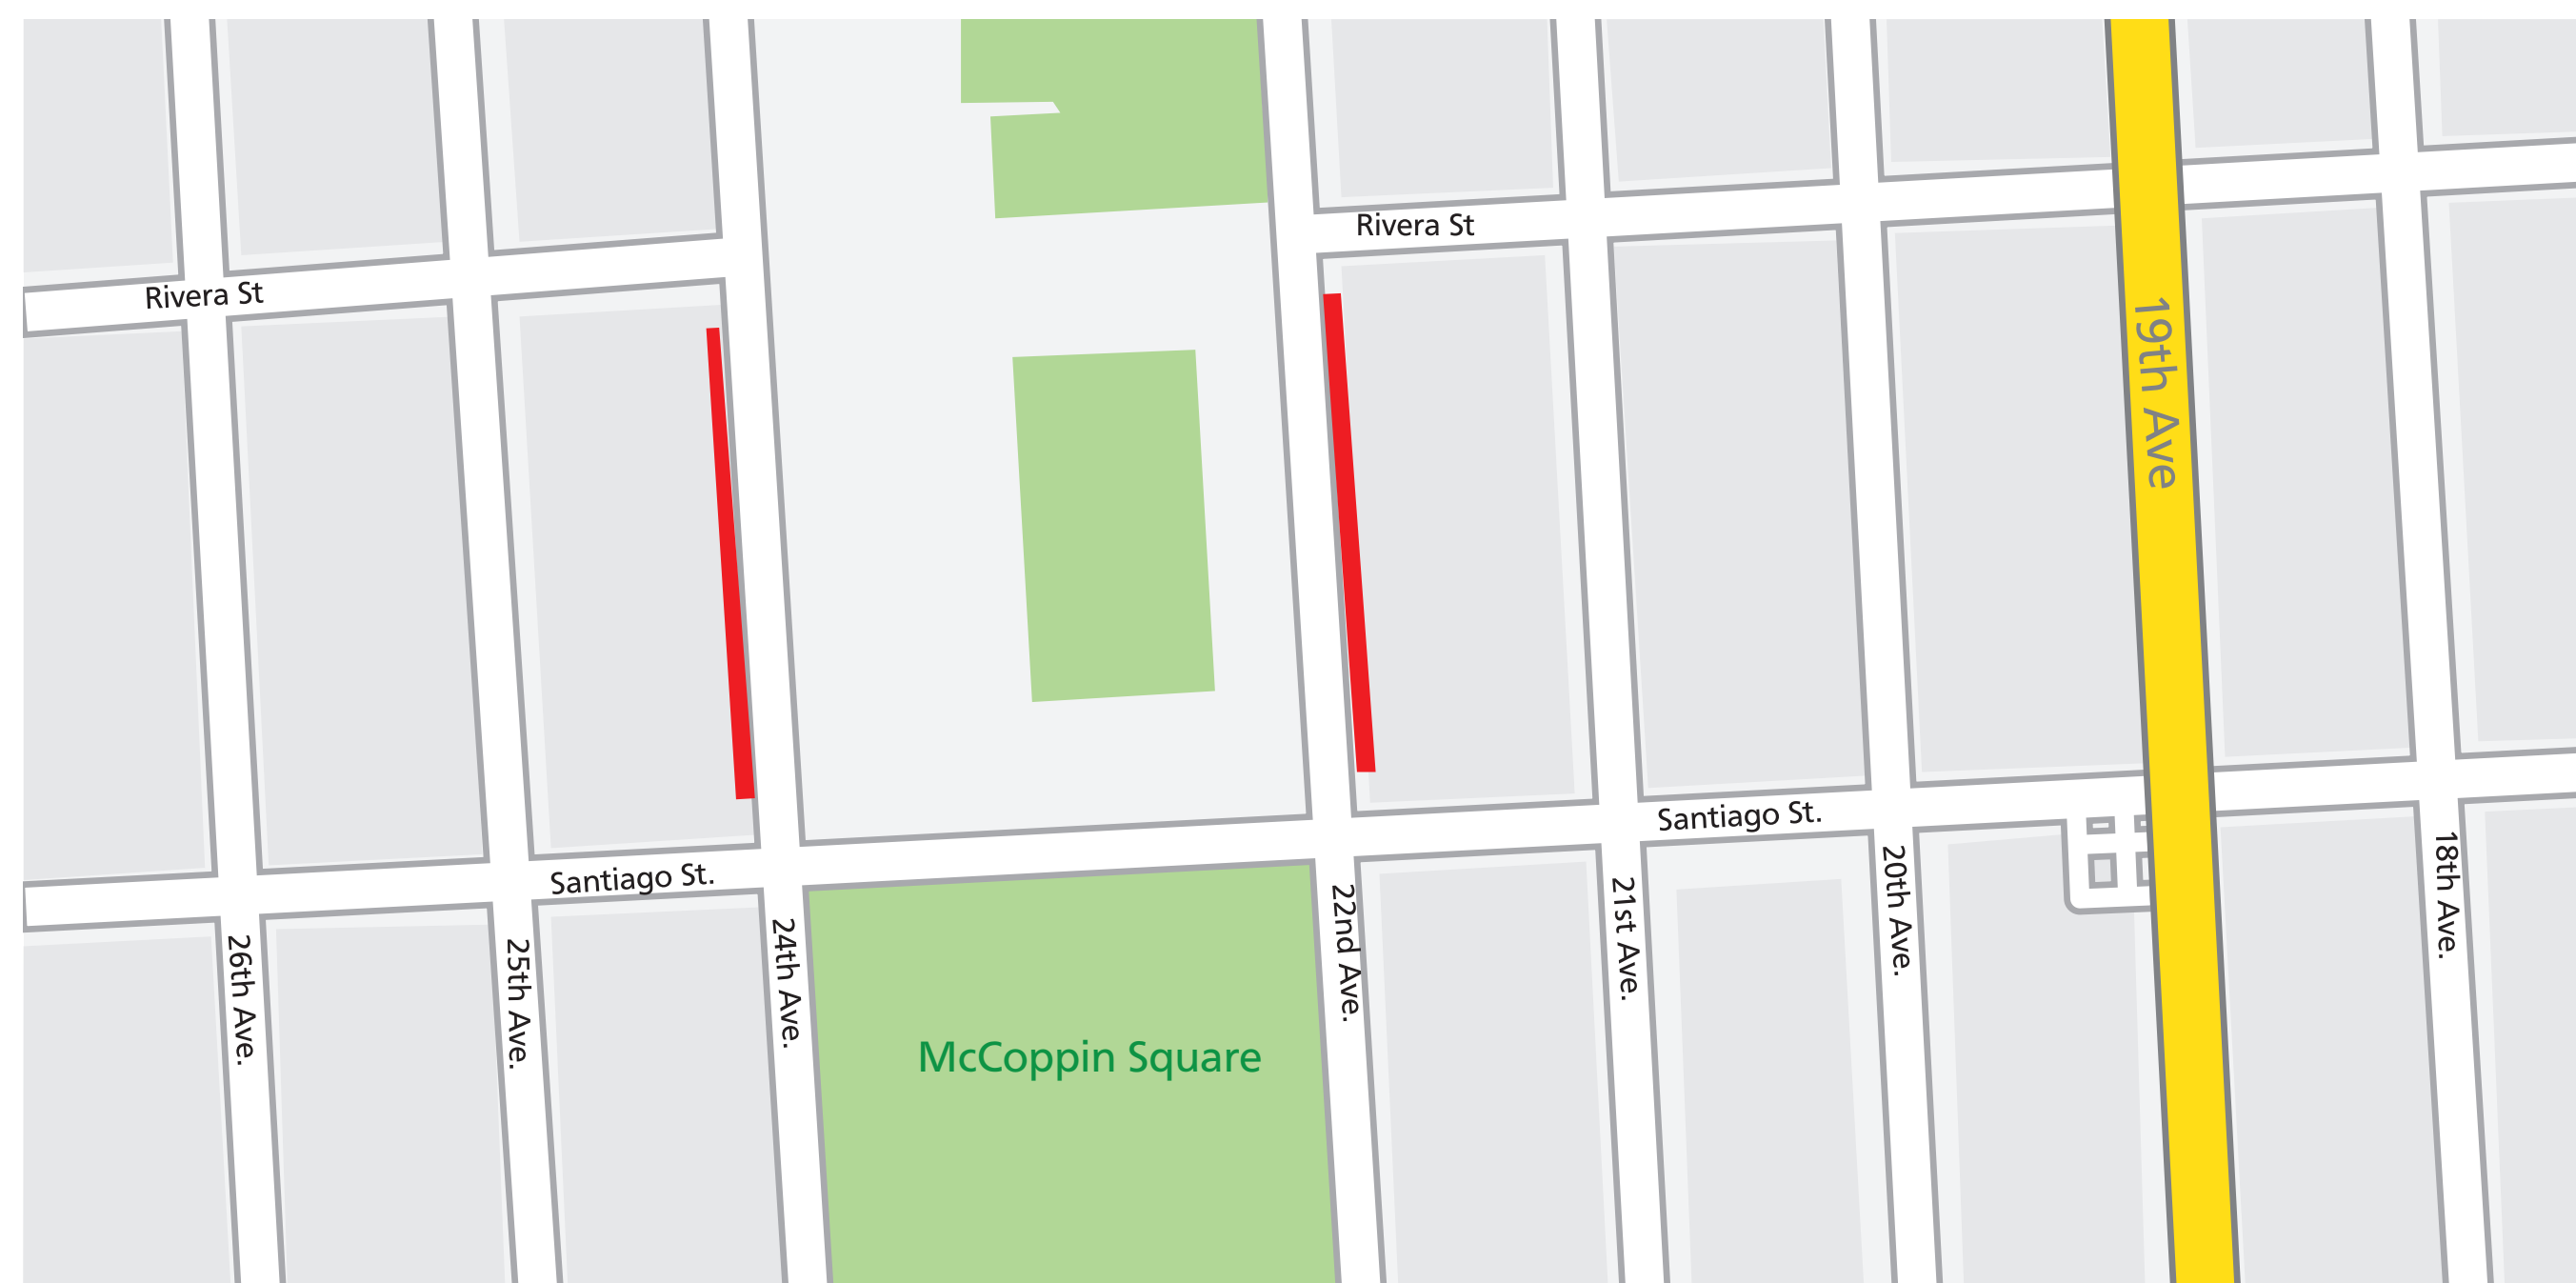 Rivera St
Rivera St
19th Ave
Santiago St.
Santiago St.
26th Ave.
25th Ave.
24th Ave.
22nd Ave.
21st Ave.
20th Ave.
18th Ave.
McCoppin Square